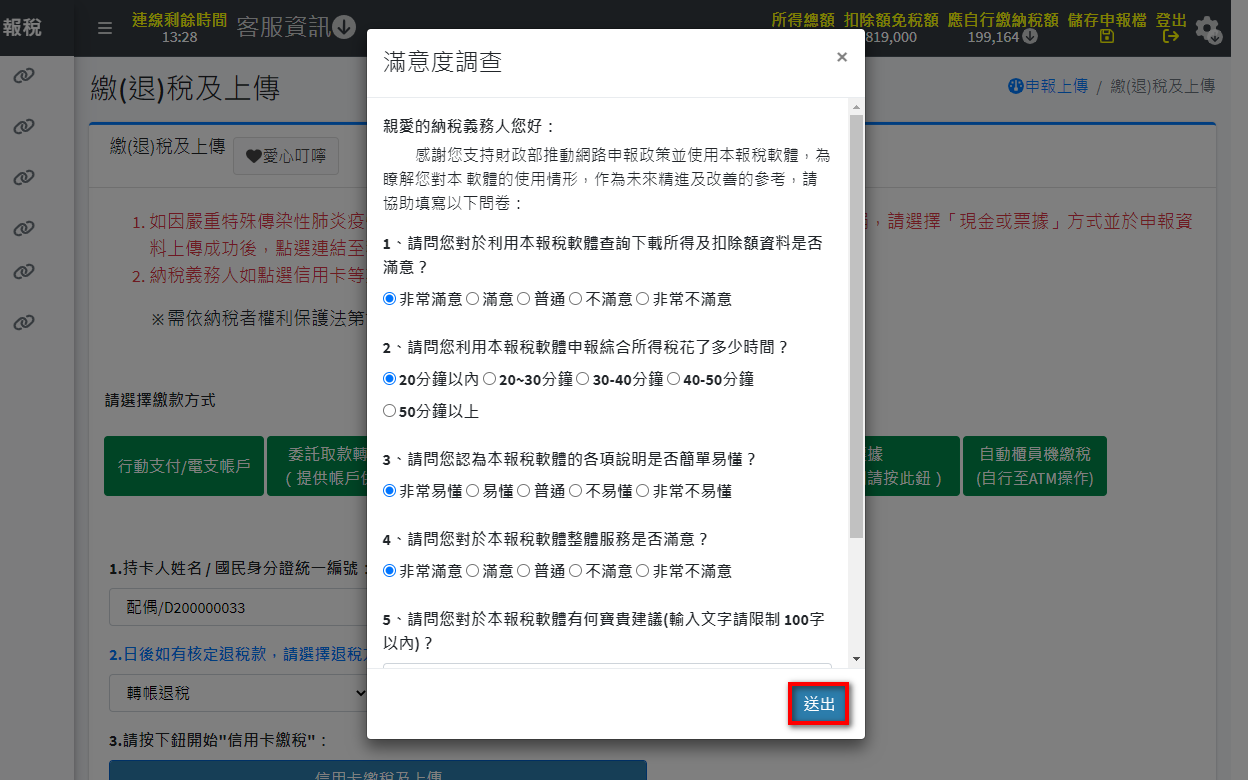 報稅
連線剩餘時間
13:28
客服資訊
所得總額 扣除額免稅額 應自行繳納稅額 儲存申報檔 登出
819,000 199,164
繳(退)稅及上傳
申報上傳 / 繳(退)稅及上傳
繳(退)稅及上傳
愛心叮嚀
1. 如因嚴重特殊傳染性肺炎疫
,請選擇「現金或票據」方式並於申報資
料上傳成功後,點選連結至
2. 納稅義務人如點選信用卡等
※需依納稅者權利保護法第
請選擇繳款方式
行動支付/電支帳戶
委託取款轉
(提供帳戶
據
請按此鈕)
自動櫃員機繳稅
(自行至ATM操作)
1.持卡人姓名 / 國民身分證統一編號:
配偶/D200000033
2.日後如有核定退稅款,請選擇退稅
轉帳退稅
3.請按下鈕開始"信用卡繳稅":
信用卡繳稅及上傳
滿意度調查
×
親愛的納稅義務人您好:
感謝您支持財政部推動網路申報政策並使用本報稅軟體,為
瞭解您對本 軟體的使用情形,作為未來精進及改善的參考,請
協助填寫以下問卷:
1、請問您對於利用本報稅軟體查詢下載所得及扣除額資料是否
滿意?
非常滿意 滿意 普通 不滿意 非常不滿意
2、請問您利用本報稅軟體申報綜合所得稅花了多少時間?
20分鐘以內 20~30分鐘 30-40分鐘 40-50分鐘
50分鐘以上
3、請問您認為本報稅軟體的各項說明是否簡單易懂?
非常易懂 易懂 普通 不易懂 非常不易懂
4、請問您對於本報稅軟體整體服務是否滿意?
非常滿意 滿意 普通 不滿意 非常不滿意
5、請問您對於本報稅軟體有何寶貴建議(輸入文字請限制 100字
以內)?
送出